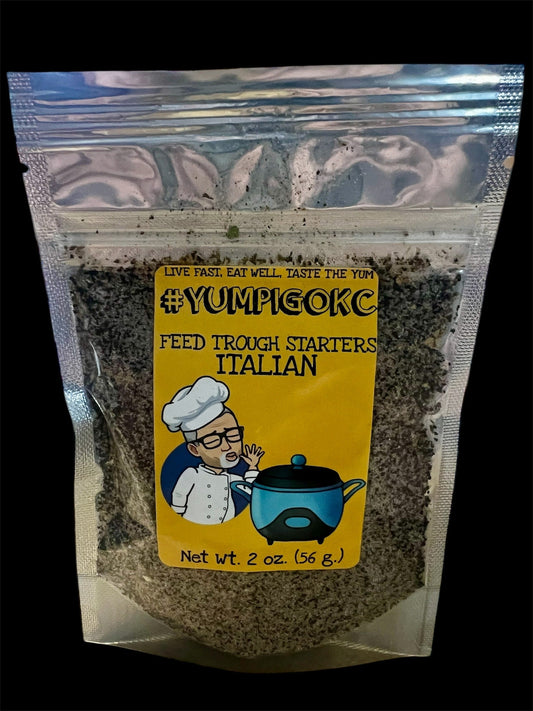 LIVE FAST, EAT WELL, TASTE THE YUM
#YUMPIGOKC
FEED TROUGH STARTERS
ITALIAN
Net wt. 2 oz. (56 g.)